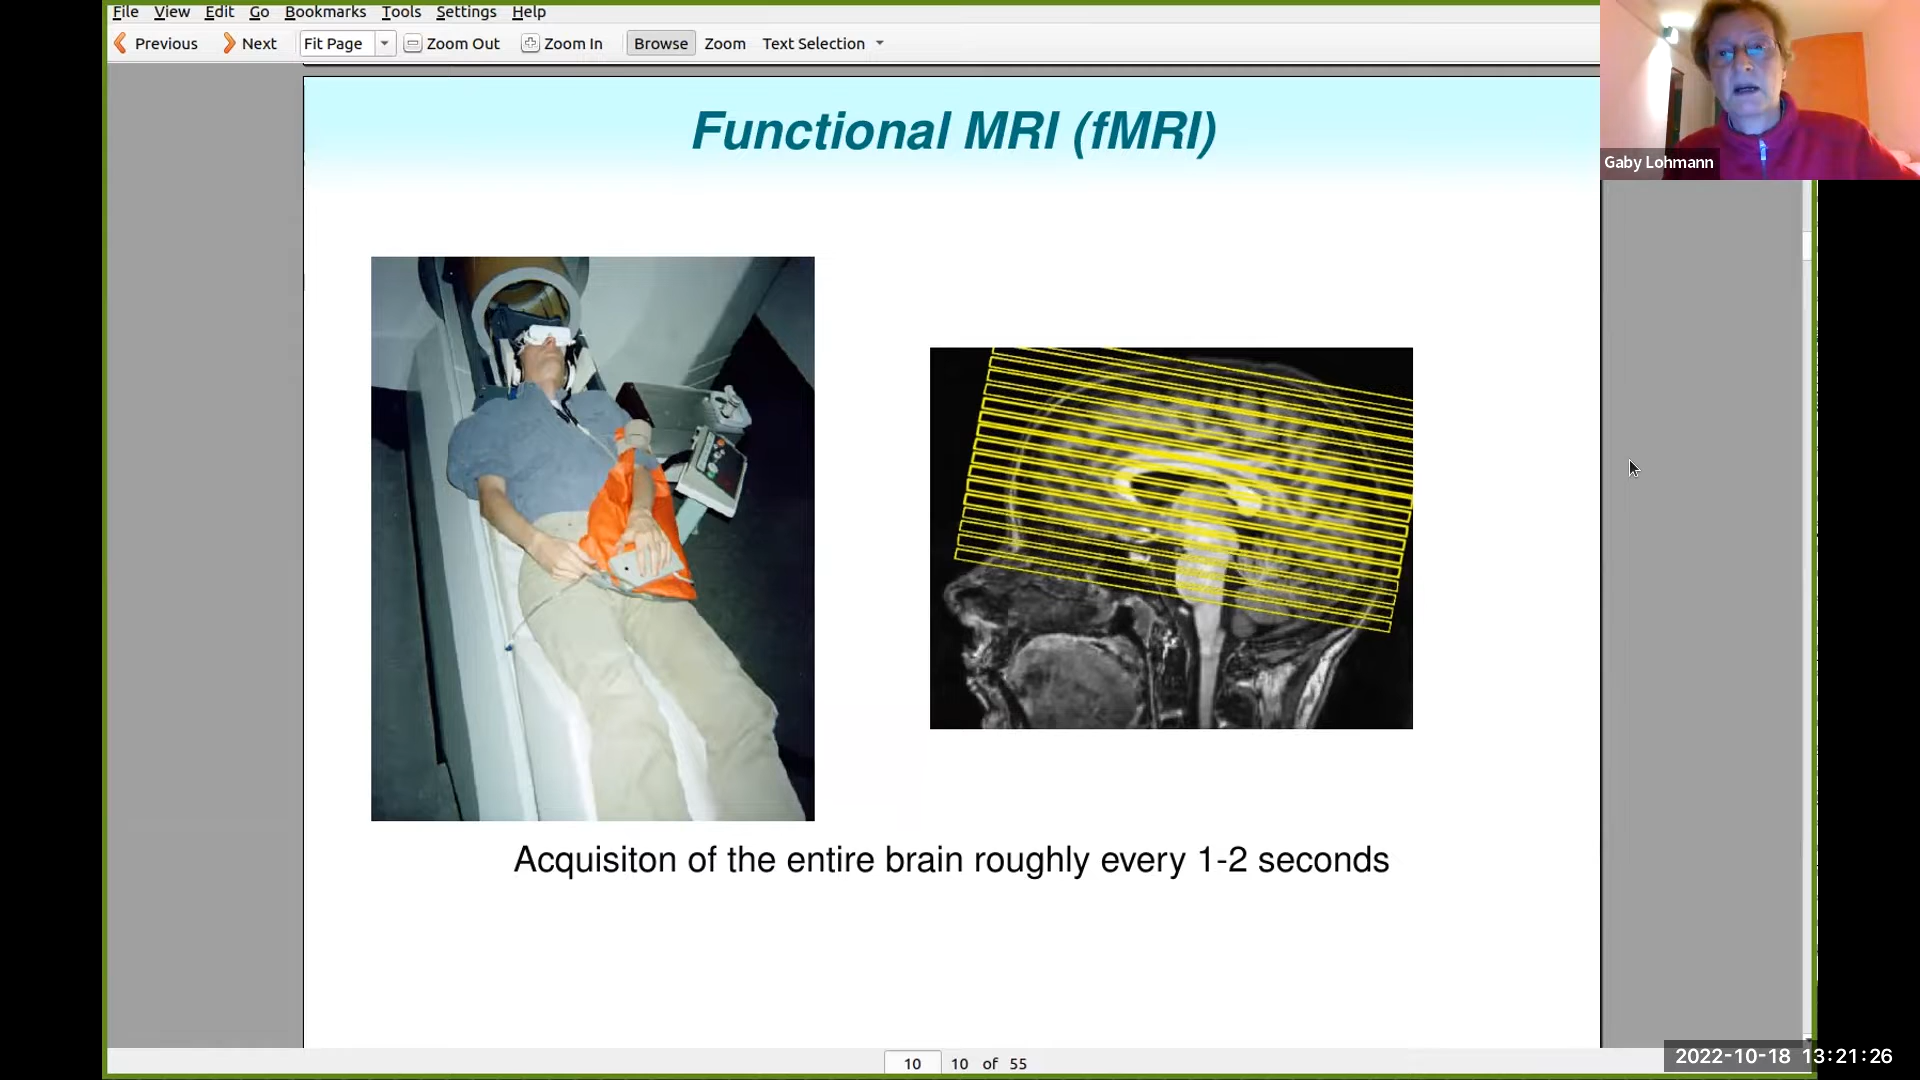 File View Edit Go Bookmarks Tools Settings Help
Previous Next Fit Page Zoom Out Zoom In Browse Zoom Text Selection
Gaby Lohmann
Functional MRI (fMRI)
Acquisiton of the entire brain roughly every 1-2 seconds
10 10 of 55
2022-10-18 13:21:26